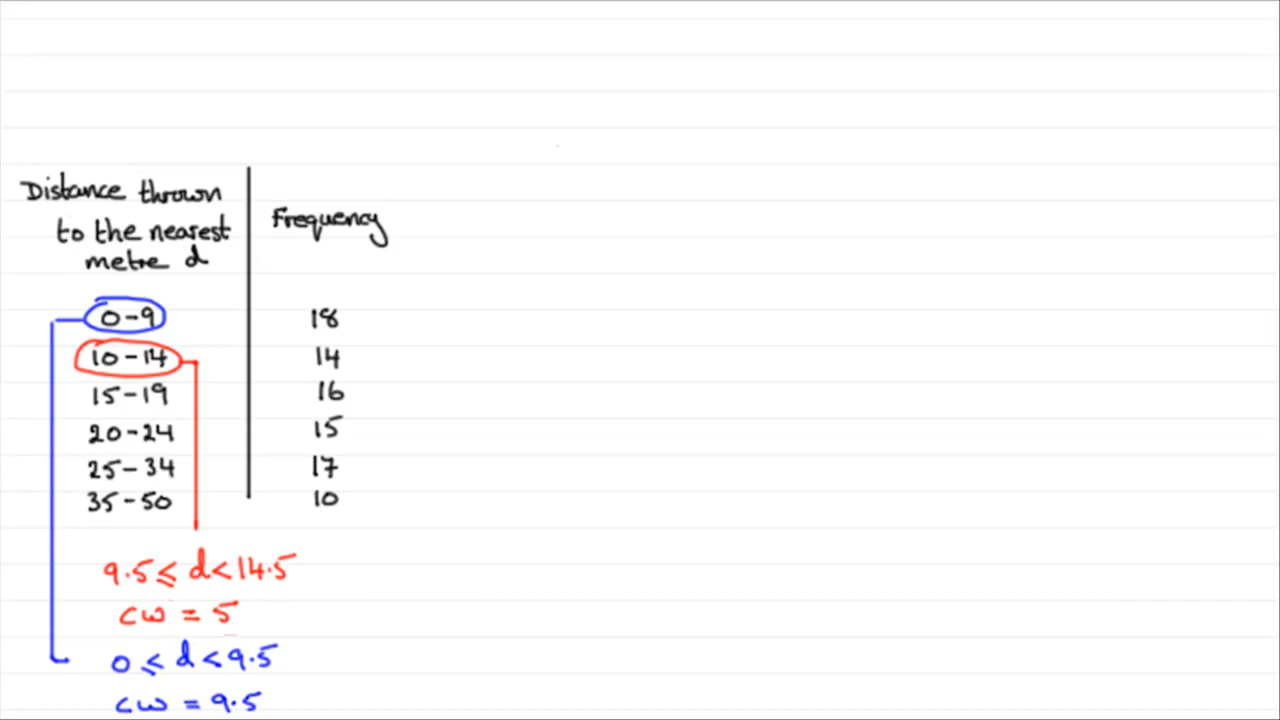 Distance thrown
to the nearest
metre d
Frequency
0-9 18
10-14 14
15-19 16
20-24 15
25-34 17
35-50 10
9.5 ≤ d < 14.5
cw = 5
0 ≤ d < 9.5
cw = 9.5